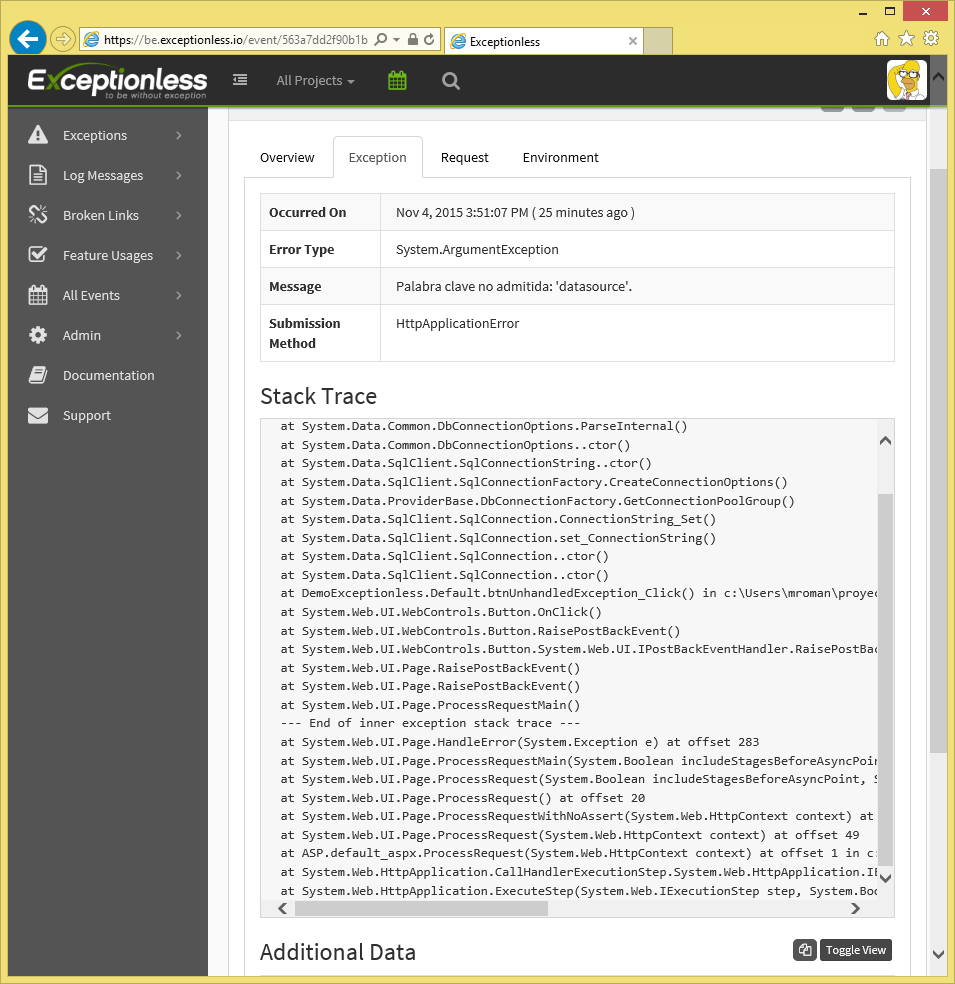 https://be.exceptionless.io/event/563a7dd2f90b1b
Exceptionless
Exceptionless
to be without exception
All Projects
Exceptions
Log Messages
Broken Links
Feature Usages
All Events
Admin
Documentation
Support
Overview
Exception
Request
Environment
Occurred On
Nov 4, 2015 3:51:07 PM ( 25 minutes ago )
Error Type
System.ArgumentException
Message
Palabra clave no admitida: 'datasource'.
Submission
Method
HttpApplicationError
Stack Trace
at System.Data.Common.DbConnectionOptions.ParseInternal()
at System.Data.Common.DbConnectionOptions..ctor()
at System.Data.SqlClient.SqlConnectionString..ctor()
at System.Data.SqlClient.SqlConnectionFactory.CreateConnectionOptions()
at System.Data.ProviderBase.DbConnectionFactory.GetConnectionPoolGroup()
at System.Data.SqlClient.SqlConnection.ConnectionString_Set()
at System.Data.SqlClient.SqlConnection.set_ConnectionString()
at System.Data.SqlClient.SqlConnection..ctor()
at System.Data.SqlClient.SqlConnection..ctor()
at DemoExceptionless.Default.btnUnhandledException_Click() in c:\Users\mroman\proyec
at System.Web.UI.WebControls.Button.OnClick()
at System.Web.UI.WebControls.Button.RaisePostBackEvent()
at System.Web.UI.WebControls.Button.System.Web.UI.IPostBackEventHandler.RaisePostBac
at System.Web.UI.Page.RaisePostBackEvent()
at System.Web.UI.Page.RaisePostBackEvent()
at System.Web.UI.Page.ProcessRequestMain()
--- End of inner exception stack trace ---
at System.Web.UI.Page.HandleError(System.Exception e) at offset 283
at System.Web.UI.Page.ProcessRequestMain(System.Boolean includeStagesBeforeAsyncPoin
at System.Web.UI.Page.ProcessRequest(System.Boolean includeStagesBeforeAsyncPoint, S
at System.Web.UI.Page.ProcessRequest() at offset 20
at System.Web.UI.Page.ProcessRequestWithNoAssert(System.Web.HttpContext context) at
at System.Web.UI.Page.ProcessRequest(System.Web.HttpContext context) at offset 49
at ASP.default_aspx.ProcessRequest(System.Web.HttpContext context) at offset 1 in c:
at System.Web.HttpApplication.CallHandlerExecutionStep.System.Web.HttpApplication.IE
at System.Web.HttpApplication.ExecuteStep(System.Web.IExecutionStep step, System.Boo
Additional Data
Toggle View